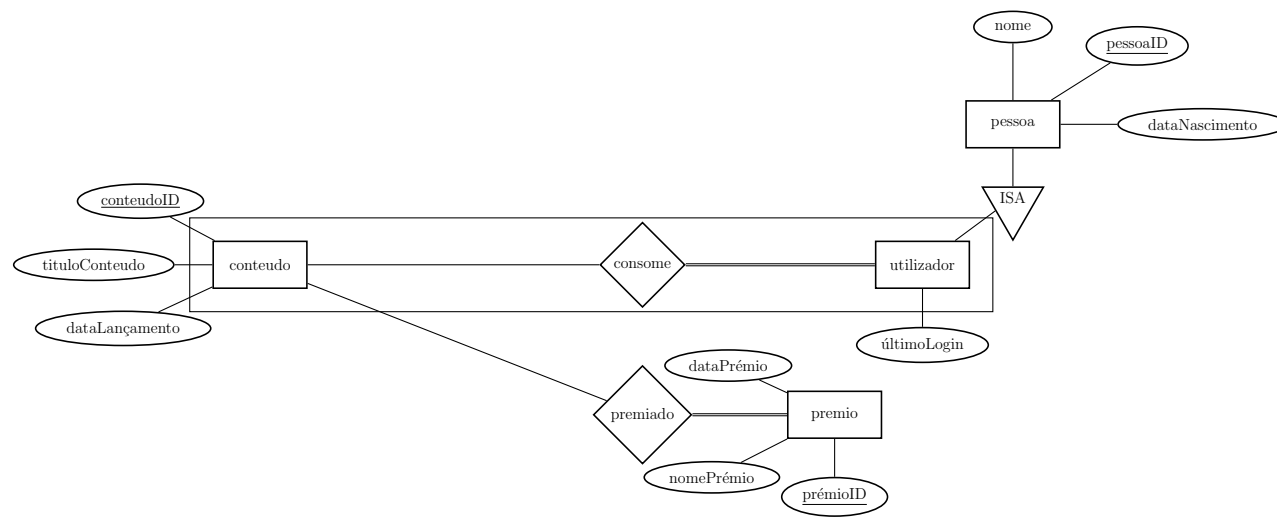 nome
pessoaID
pessoa
dataNascimento
ISA
conteudoID
tituloConteudo
conteudo
consome
utilizador
dataLançamento
últimoLogin
dataPrémio
premiado
premio
nomePrémio
prémioID